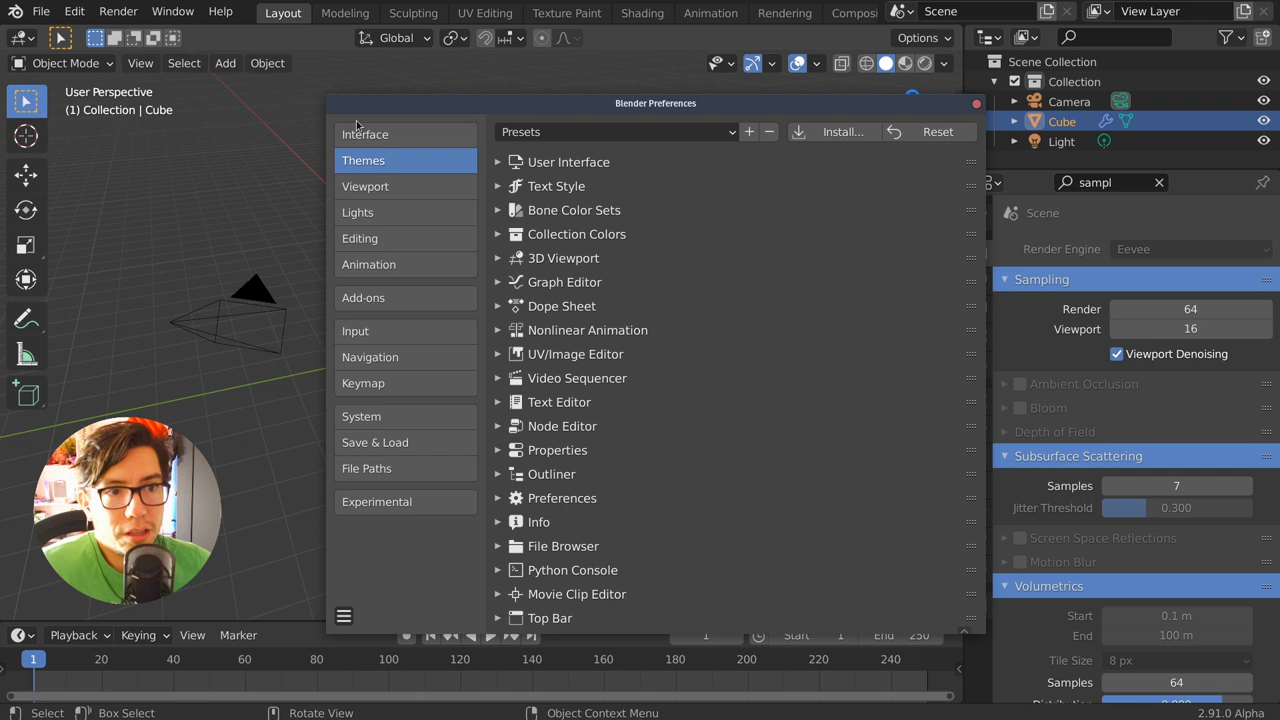 File Edit Render Window Help Layout Modeling Sculpting UV Editing Texture Paint Shading Animation Rendering Composi Scene View Layer
Global Options
Object Mode View Select Add Object
User Perspective
(1) Collection | Cube
Blender Preferences
Interface
Themes
Viewport
Lights
Editing
Animation
Add-ons
Input
Navigation
Keymap
System
Save & Load
File Paths
Experimental
Presets Install... Reset
User Interface
Text Style
Bone Color Sets
Collection Colors
3D Viewport
Graph Editor
Dope Sheet
Nonlinear Animation
UV/Image Editor
Video Sequencer
Text Editor
Node Editor
Properties
Outliner
Preferences
Info
File Browser
Python Console
Movie Clip Editor
Top Bar
Scene Collection
Collection
Camera
Cube
Light
sampl
Scene
Render Engine Eevee
Sampling
Render 64
Viewport 16
Viewport Denoising
Ambient Occlusion
Bloom
Depth of Field
Subsurface Scattering
Samples 7
Jitter Threshold 0.300
Screen Space Reflections
Motion Blur
Volumetrics
Start 0.1 m
End 100 m
Tile Size 8 px
Samples 64
Playback Keying View Marker 1 Start 1 End 250
1 20 40 60 80 100 120 140 160 180 200 220 240
Select Box Select Rotate View Object Context Menu 2.91.0 Alpha